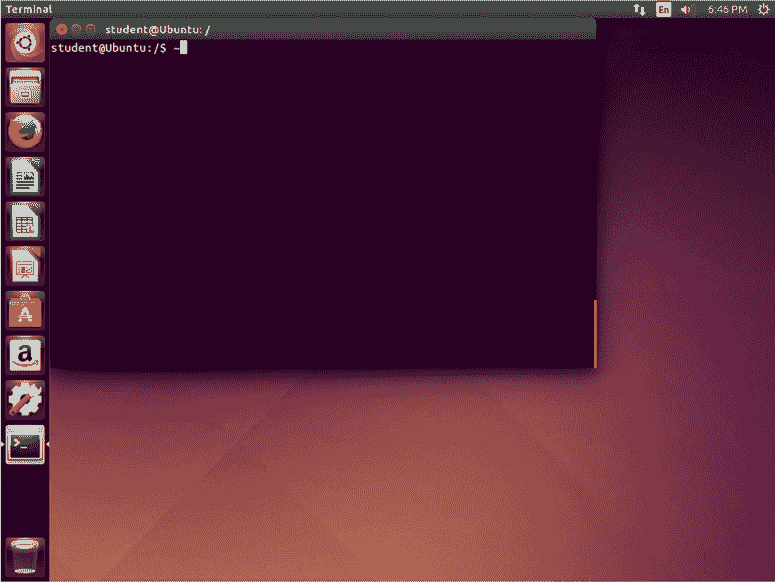 Terminal
En
6:46 PM
student@Ubuntu: /
student@Ubuntu:/$ ~
A
a
>_